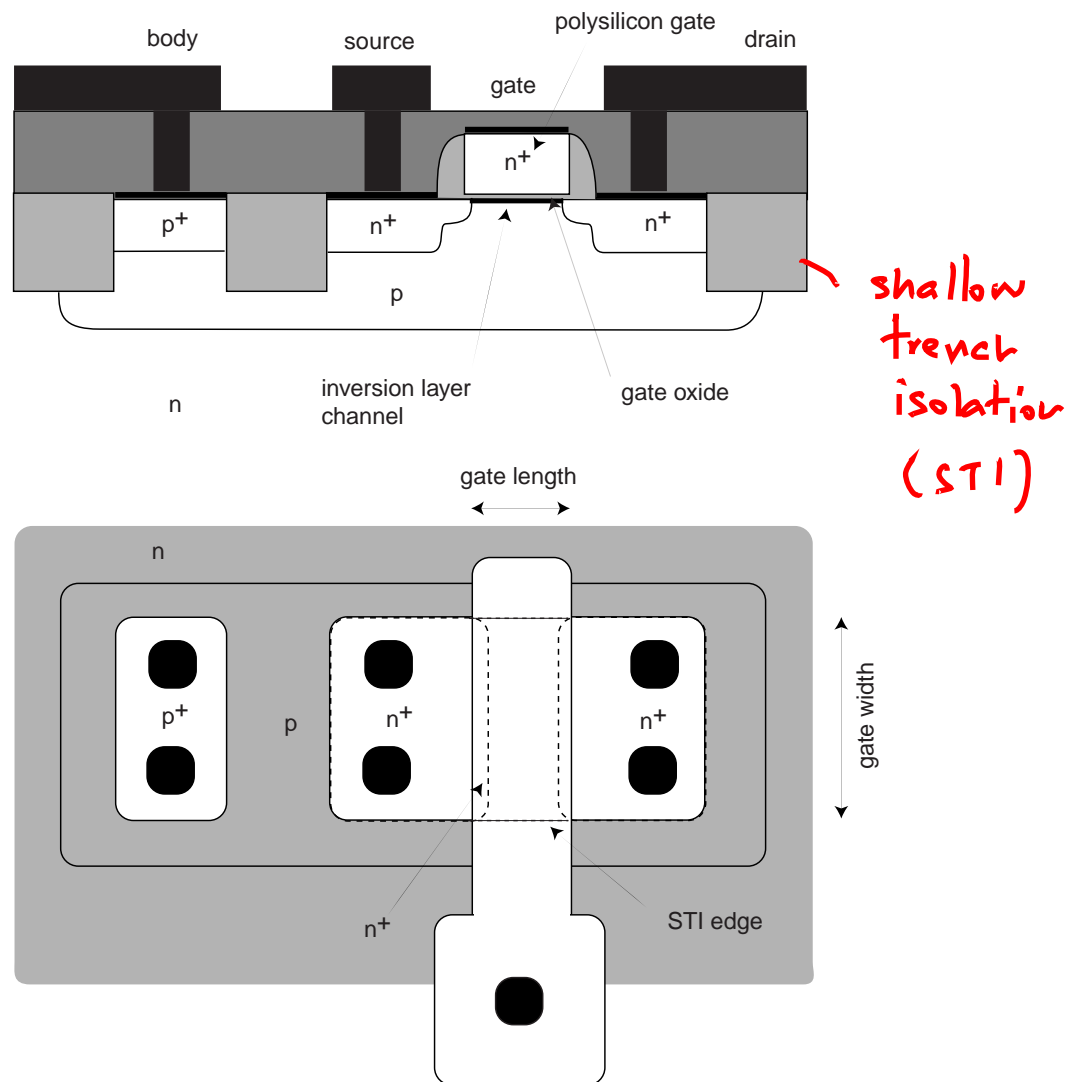 polysilicon gate
body
source
drain
gate
n+
p+
n+
n+
p
shallow
trench
isolation
(STI)
inversion layer
channel
gate oxide
n
gate length
n
p+
p
n+
n+
gate width
n+
STI edge